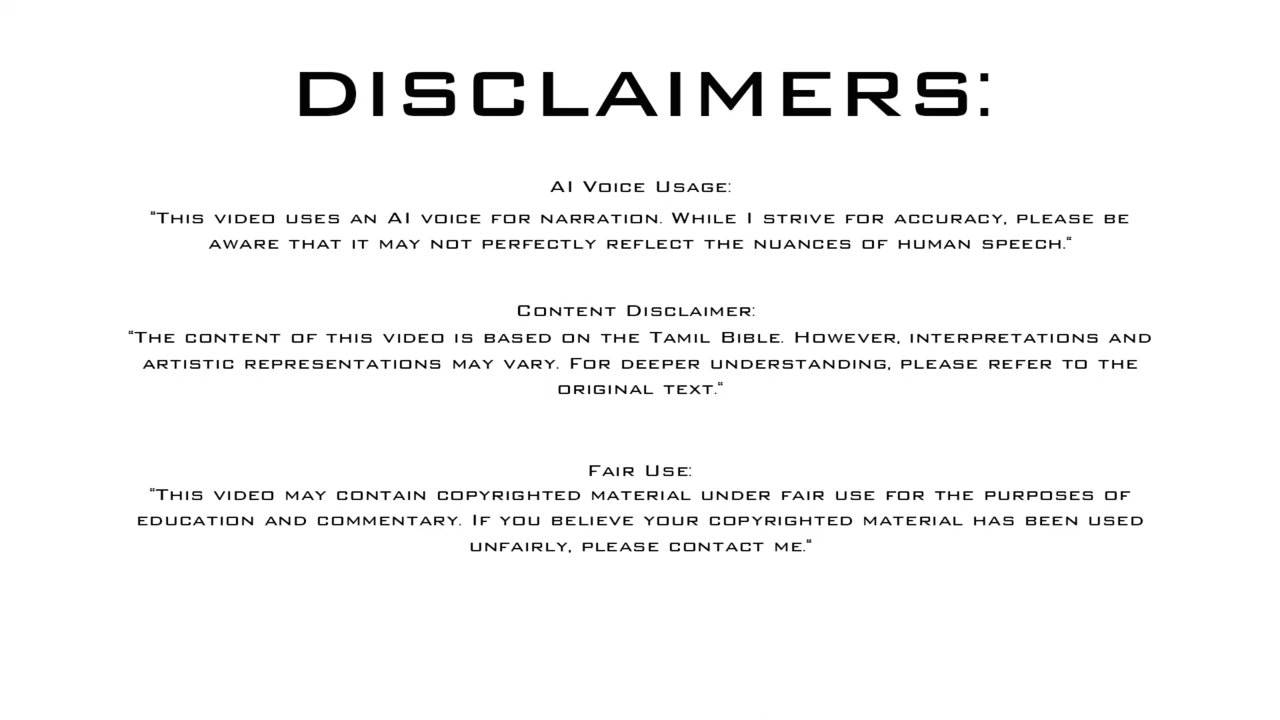 DISCLAIMERS:
AI Voice Usage:
“This video uses an AI voice for narration. While I strive for accuracy, please be
aware that it may not perfectly reflect the nuances of human speech.“
Content Disclaimer:
“The content of this video is based on the Tamil Bible. However, interpretations and
artistic representations may vary. For deeper understanding, please refer to the
original text.“
Fair Use:
“This video may contain copyrighted material under fair use for the purposes of
education and commentary. If you believe your copyrighted material has been used
unfairly, please contact me.“